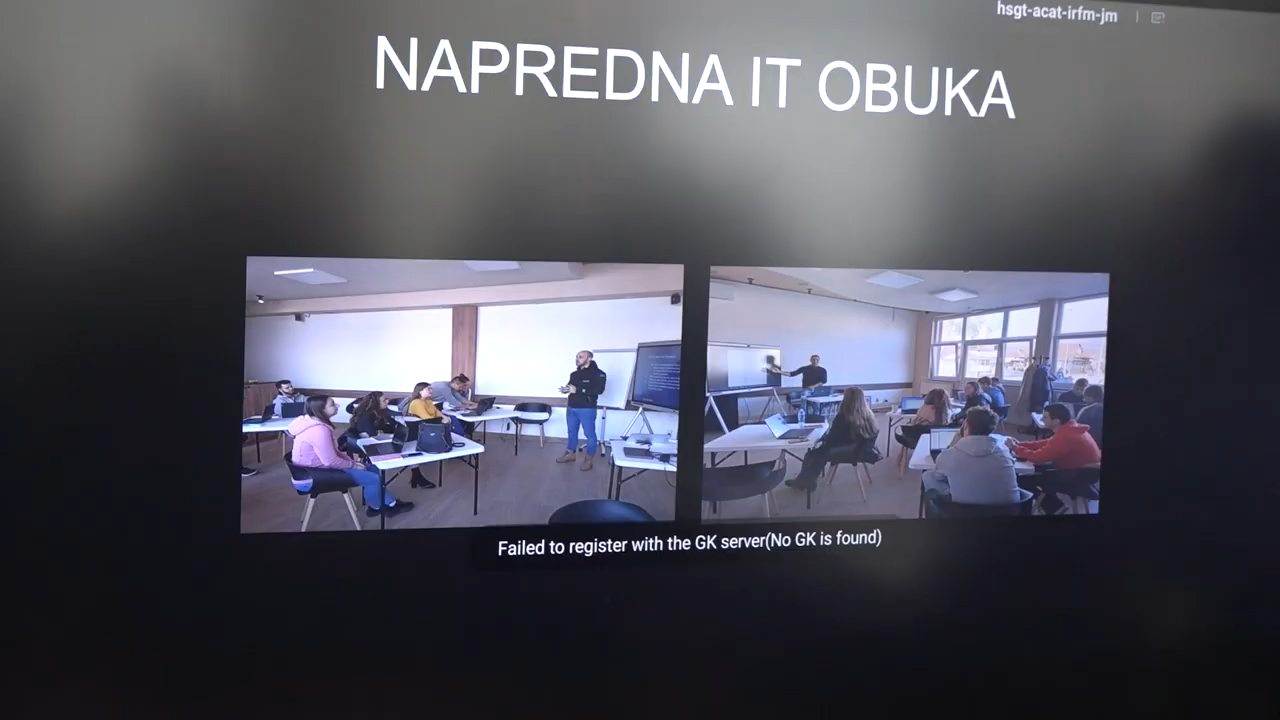 hsgt-acat-irfm-jm
NAPREDNA IT OBUKA
Failed to register with the GK server(No GK is found)